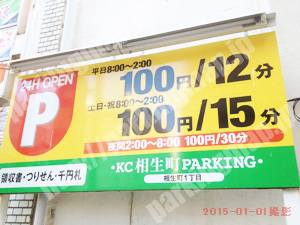 24H OPEN
P
平日8:00〜2:00
100円/12分
土日・祝8:00〜2:00
100円/15分
夜間2:00〜8:00 100円/30分
・KC相生町PARKING・
相生町1丁目
領収書・つりせん・千円札
2015-01-01撮影